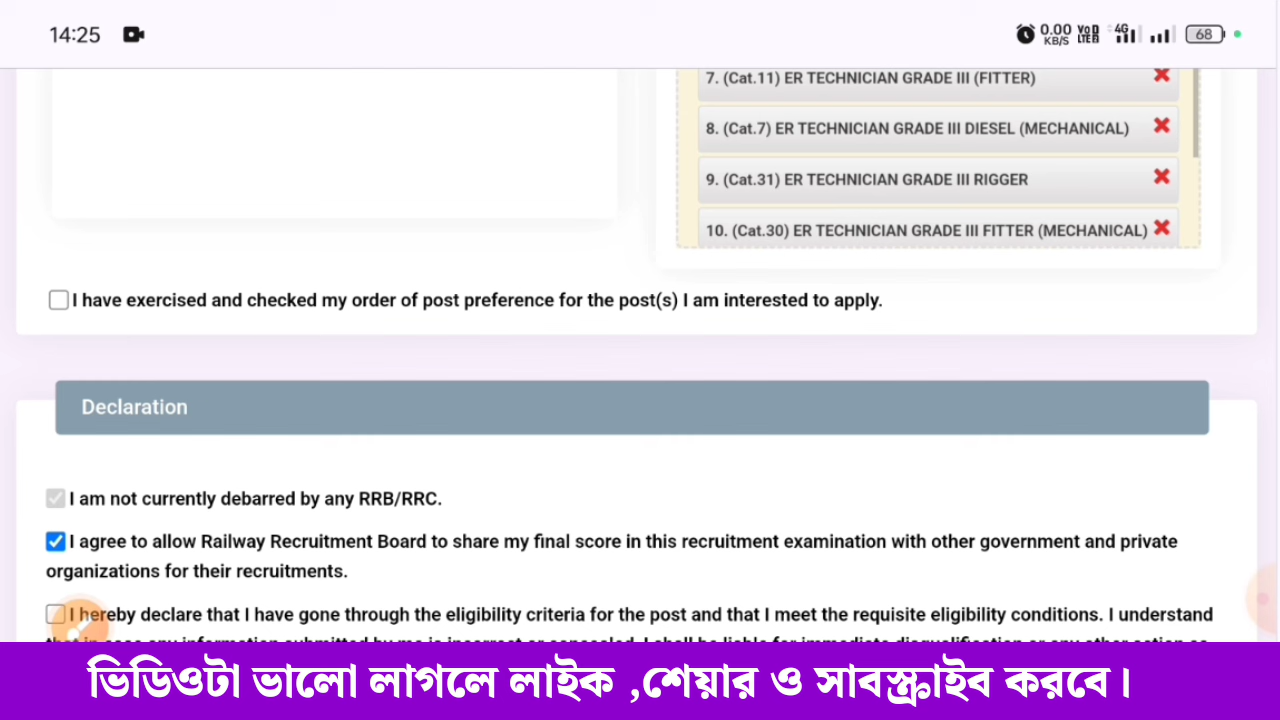 14:25
0.00
KB/S
Vo
LTE
4G
68
7. (Cat.11) ER TECHNICIAN GRADE III (FITTER)
8. (Cat.7) ER TECHNICIAN GRADE III DIESEL (MECHANICAL)
9. (Cat.31) ER TECHNICIAN GRADE III RIGGER
10. (Cat.30) ER TECHNICIAN GRADE III FITTER (MECHANICAL)
I have exercised and checked my order of post preference for the post(s) I am interested to apply.
Declaration
I am not currently debarred by any RRB/RRC.
I agree to allow Railway Recruitment Board to share my final score in this recruitment examination with other government and private
organizations for their recruitments.
I hereby declare that I have gone through the eligibility criteria for the post and that I meet the requisite eligibility conditions. I understand
ভিডিওটা ভালো লাগলে লাইক ,শেয়ার ও সাবস্ক্রাইব করবে।